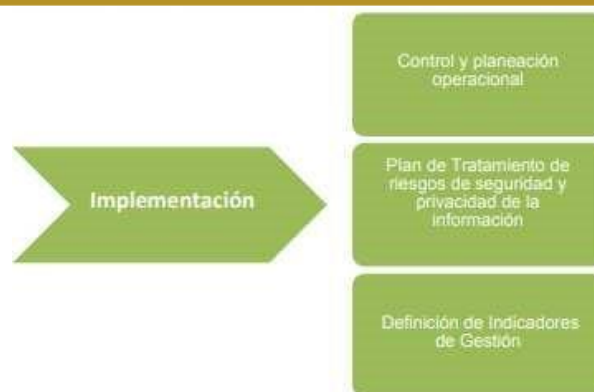 Control y planeación
operacional
Implementación
Plan de Tratamiento de
riesgos de seguridad y
privacidad de la
información
Definición de Indicadores
de Gestión